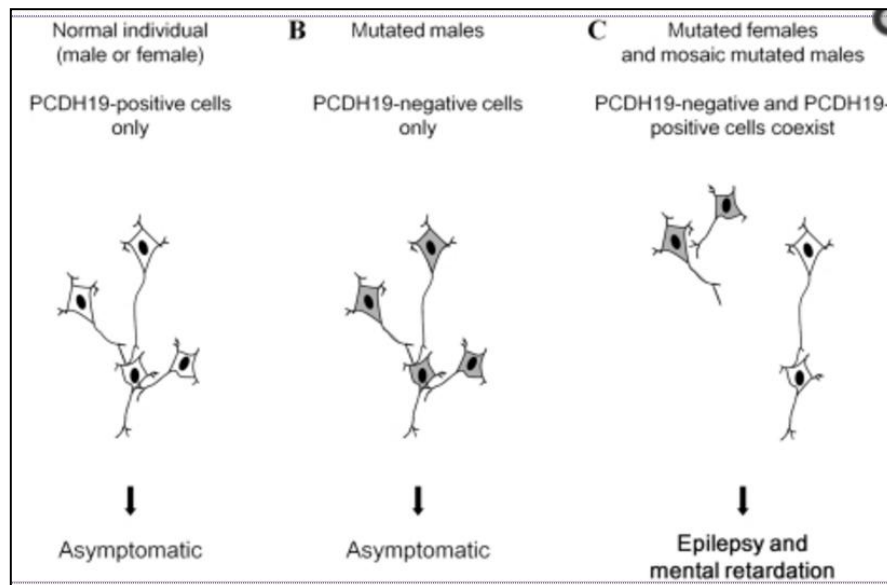 Normal individual
(male or female)
PCDH19-positive cells
only
Asymptomatic
B
Mutated males
PCDH19-negative cells
only
Asymptomatic
C
Mutated females
and mosaic mutated males
PCDH19-negative and PCDH19-
positive cells coexist
Epilepsy and
mental retardation